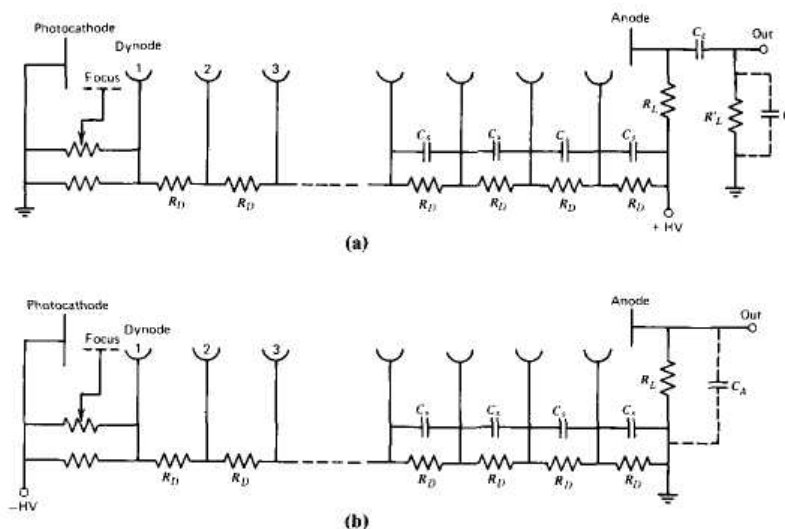 Photocathode
Dynode
Anode
Out
Focus
1
2
3
R_L
R'_L
C_s
C_s
C_s
C_s
R_D
R_D
R_D
R_D
R_D
R_D
+ HV
(a)
Photocathode
Dynode
Anode
Out
Focus
1
2
3
R_L
C_A
C_s
C_s
C_s
C_s
R_D
R_D
R_D
R_D
R_D
R_D
−HV
(b)